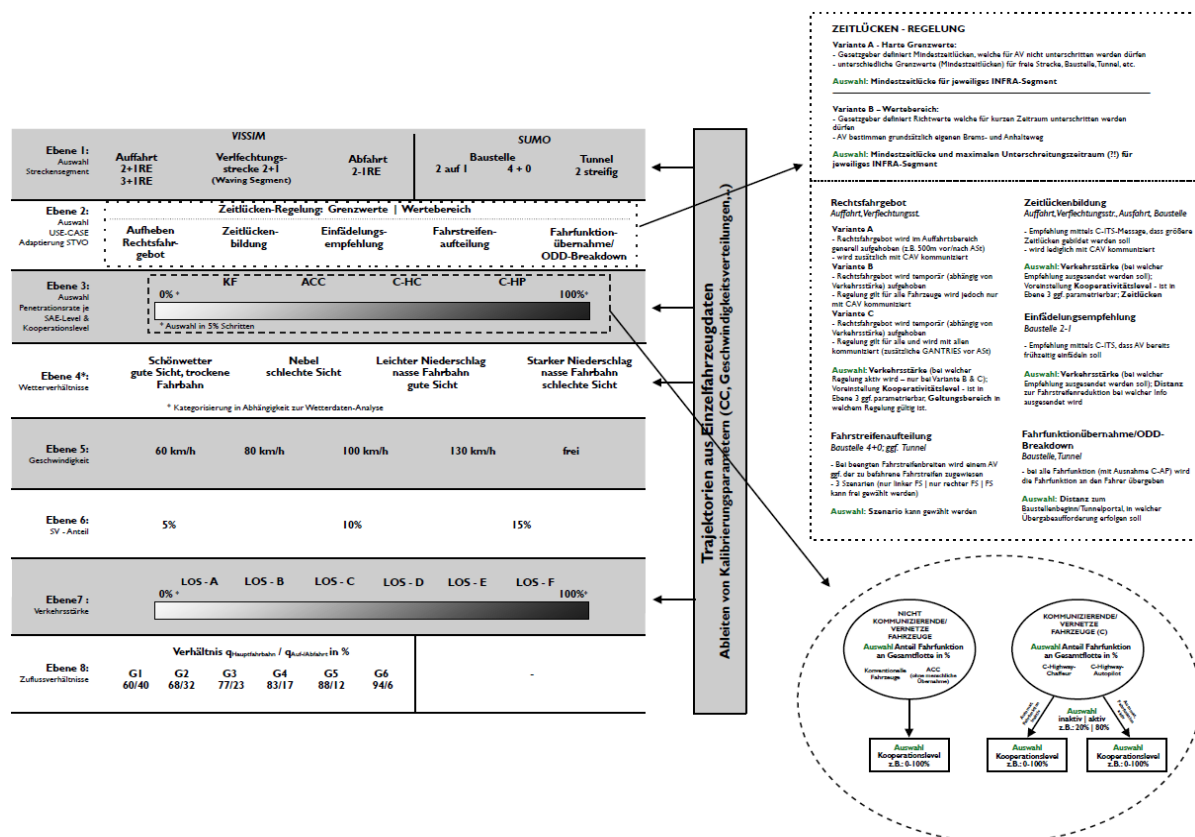 VISSIM
SUMO
Ebene 1:
Auswahl
Streckensegment
Auffahrt
2+1RE
3+1RE
Verlfechtungs-
strecke 2+1
(Waving Segment)
Abfahrt
2-1RE
Baustelle
2 auf 1 4 + 0
Tunnel
2 streifig
Ebene 2:
Auswahl
USE-CASE
Adaptierung STVO
Zeitlücken-Regelung: Grenzwerte | Wertebereich
Aufheben
Rechtsfahr-
gebot
Zeitlücken-
bildung
Einfädelungs-
empfehlung
Fahrstreifen-
aufteilung
Fahrfunktion-
übernahme/
ODD-Breakdown
Ebene 3:
Auswahl
Penetrationsrate je
SAE-Level &
Kooperationslevel
KF ACC C-HC C-HP
0% * 100% *
* Auswahl in 5% Schritten
Ebene 4*:
Wetterverhältnisse
Schönwetter
gute Sicht, trockene
Fahrbahn
Nebel
schlechte Sicht
Leichter Niederschlag
nasse Fahrbahn
gute Sicht
Starker Niederschlag
nasse Fahrbahn
schlechte Sicht
* Kategorisierung in Abhängigkeit zur Wetterdaten-Analyse
Ebene 5:
Geschwindigkeit
60 km/h 80 km/h 100 km/h 130 km/h frei
Ebene 6:
SV - Anteil
5% 10% 15%
Ebene7 :
Verkehrsstärke
LOS - A LOS - B LOS - C LOS - D LOS - E LOS - F
0% * 100% *
Ebene 8:
Zuflussverhältnisse
Verhältnis qHauptfahrbahn / qAuf-/Abfahrt in %
G1 G2 G3 G4 G5 G6
60/40 68/32 77/23 83/17 88/12 94/6
-
Trajektorien aus Einzelfahrzeugdaten
Ableiten von Kalibrierungsparametern (CC, Geschwindigkeitsverteilungen,..)
ZEITLÜCKEN - REGELUNG
Variante A - Harte Grenzwerte:
- Gesetzgeber definiert Mindestzeitlücken, welche für AV nicht unterschritten werden dürfen
- unterschiedliche Grenzwerte (Mindestzeitlücken) für freie Strecke, Baustelle, Tunnel, etc.
Auswahl: Mindestzeitlücke für jeweiliges INFRA-Segment
Variante B – Wertebereich:
- Gesetzgeber definiert Richtwerte welche für kurzen Zeitraum unterschritten werden
dürfen
- AV bestimmen grundsätzlich eigenen Brems- und Anhalteweg
Auswahl: Mindestzeitlücke und maximalen Unterschreitungszeitraum (?!) für
jeweiliges INFRA-Segment
Rechtsfahrgebot
Auffahrt, Verflechtungsst.
Variante A
- Rechtsfahrgebot wird im Auffahrtsbereich
generell aufgehoben (z.B. 500m vor/nach ASt)
- wird zusätzlich mit CAV kommuniziert
Variante B
- Rechtsfahrgebot wird temporär (abhängig von
Verkehrsstärke) aufgehoben
- Regelung gilt für alle Fahrzeuge wird jedoch nur
mit CAV kommuniziert
Variante C
- Rechtsfahrgebot wird temporär (abhängig von
Verkehrsstärke) aufgehoben
- Regelung gilt für alle und wird mit allen
kommuniziert (zusätzliche GANTRIES vor ASt)
Auswahl: Verkehrsstärke (bei welcher
Regelung aktiv wird – nur bei Variante B & C);
Voreinstellung Kooperativitätslevel - ist in
Ebene 3 ggf. parametrierbar, Geltungsbereich in
welchem Regelung gültig ist.
Zeitlückenbildung
Auffahrt, Verflechtungsstr., Ausfahrt, Baustelle
- Empfehlung mittels C-ITS-Message, dass größere
Zeitlücken gebildet werden soll
- wird lediglich mit CAV kommuniziert
Auswahl: Verkehrsstärke (bei welcher
Empfehlung ausgesendet werden soll);
Voreinstellung Kooperativitätslevel - ist in
Ebene 3 ggf. parametrierbar; Zeitlücken
Einfädelungsempfehlung
Baustelle 2-1
- Empfehlung mittels C-ITS, dass AV bereits
frühzeitig einfädeln soll
Auswahl: Verkehrsstärke (bei welcher
Empfehlung ausgesendet werden soll); Distanz
zur Fahrstreifenreduktion bei welcher Info
ausgesendet wird
Fahrstreifenaufteilung
Baustelle 4+0; ggf. Tunnel
- Bei beengten Fahrstreifenbreiten wird einem AV
ggf. der zu befahrene Fahrstreifen zugewiesen
- 3 Szenarien (nur linker FS | nur rechter FS | FS
kann frei gewählt werden)
Auswahl: Szenario kann gewählt werden
Fahrfunktionübernahme/ODD-
Breakdown
Baustelle, Tunnel
- bei alle Fahrfunktion (mit Ausnahme C-AP) wird
die Fahrfunktion an den Fahrer übergeben
Auswahl: Distanz zum
Baustellenbeginn/Tunnelportal, in welcher
Übergabeaufforderung erfolgen soll
NICHT
KOMMUNIZIERENDE/
VERNETZE
FAHRZEUGE
Auswahl Anteil Fahrfunktion
an Gesamtflotte in %
Konventionelle
Fahrzeuge
ACC
(ohne menschliche
Übernahme)
KOMMUNIZIERENDE/
VERNETZE
FAHRZEUGE (C)
Auswahl Anteil Fahrfunktion
an Gesamtflotte in %
C-Highway-
Chauffeur
C-Highway-
Autopilot
Auswahl
inaktiv | aktiv
z.B.: 20% | 80%
Auswahl
Kooperationslevel
z.B.: 0-100%
Auswahl
Kooperationslevel
z.B.: 0-100%
Auswahl
Kooperationslevel
z.B.: 0-100%